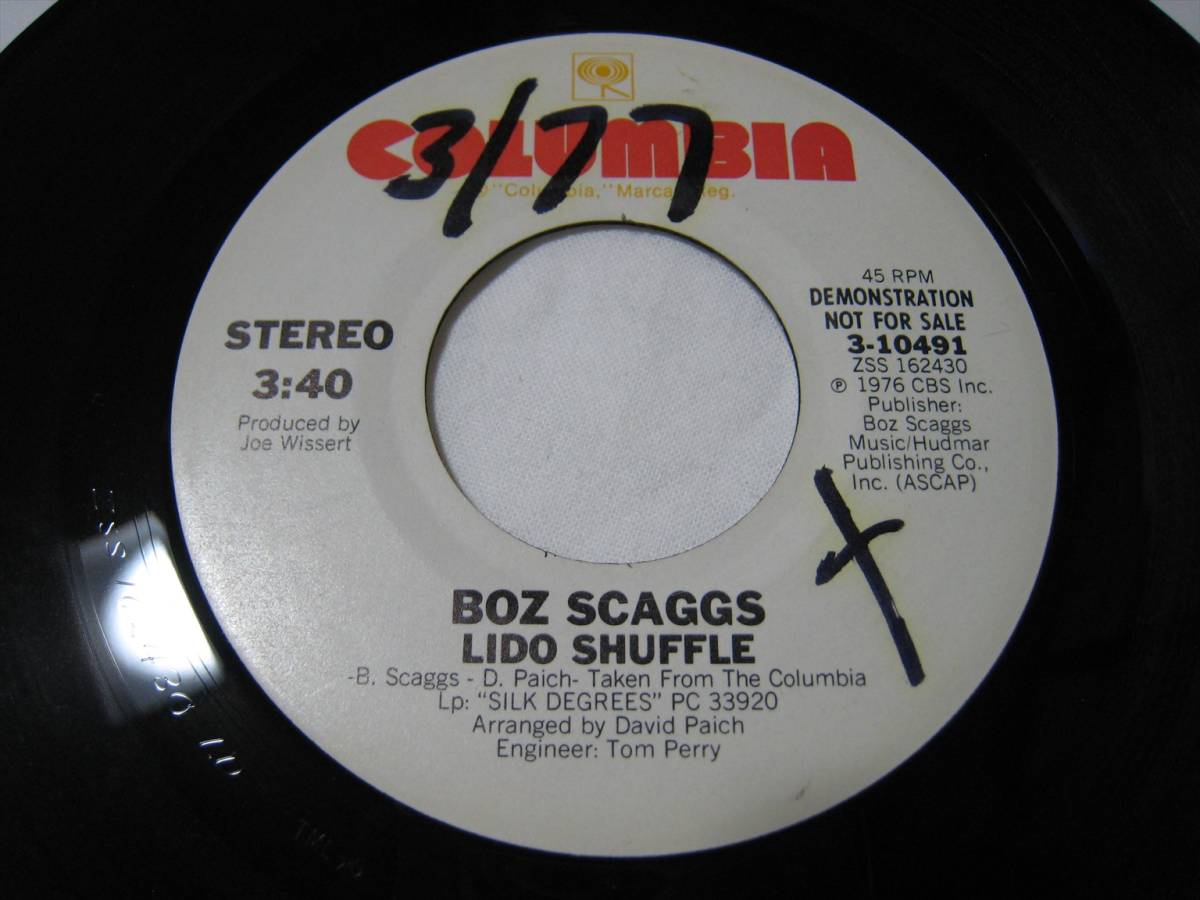 3/77
COLUMBIA
"Columbia," Marca Reg.
45 RPM
DEMONSTRATION
NOT FOR SALE
3-10491
ZSS 162430
℗ 1976 CBS Inc.
Publisher:
Boz Scaggs
Music/Hudmar
Publishing Co.,
Inc. (ASCAP)
STEREO
3:40
Produced by
Joe Wissert
BOZ SCAGGS
LIDO SHUFFLE
-B. Scaggs - D. Paich- Taken From The Columbia
Lp: "SILK DEGREES" PC 33920
Arranged by David Paich
Engineer: Tom Perry